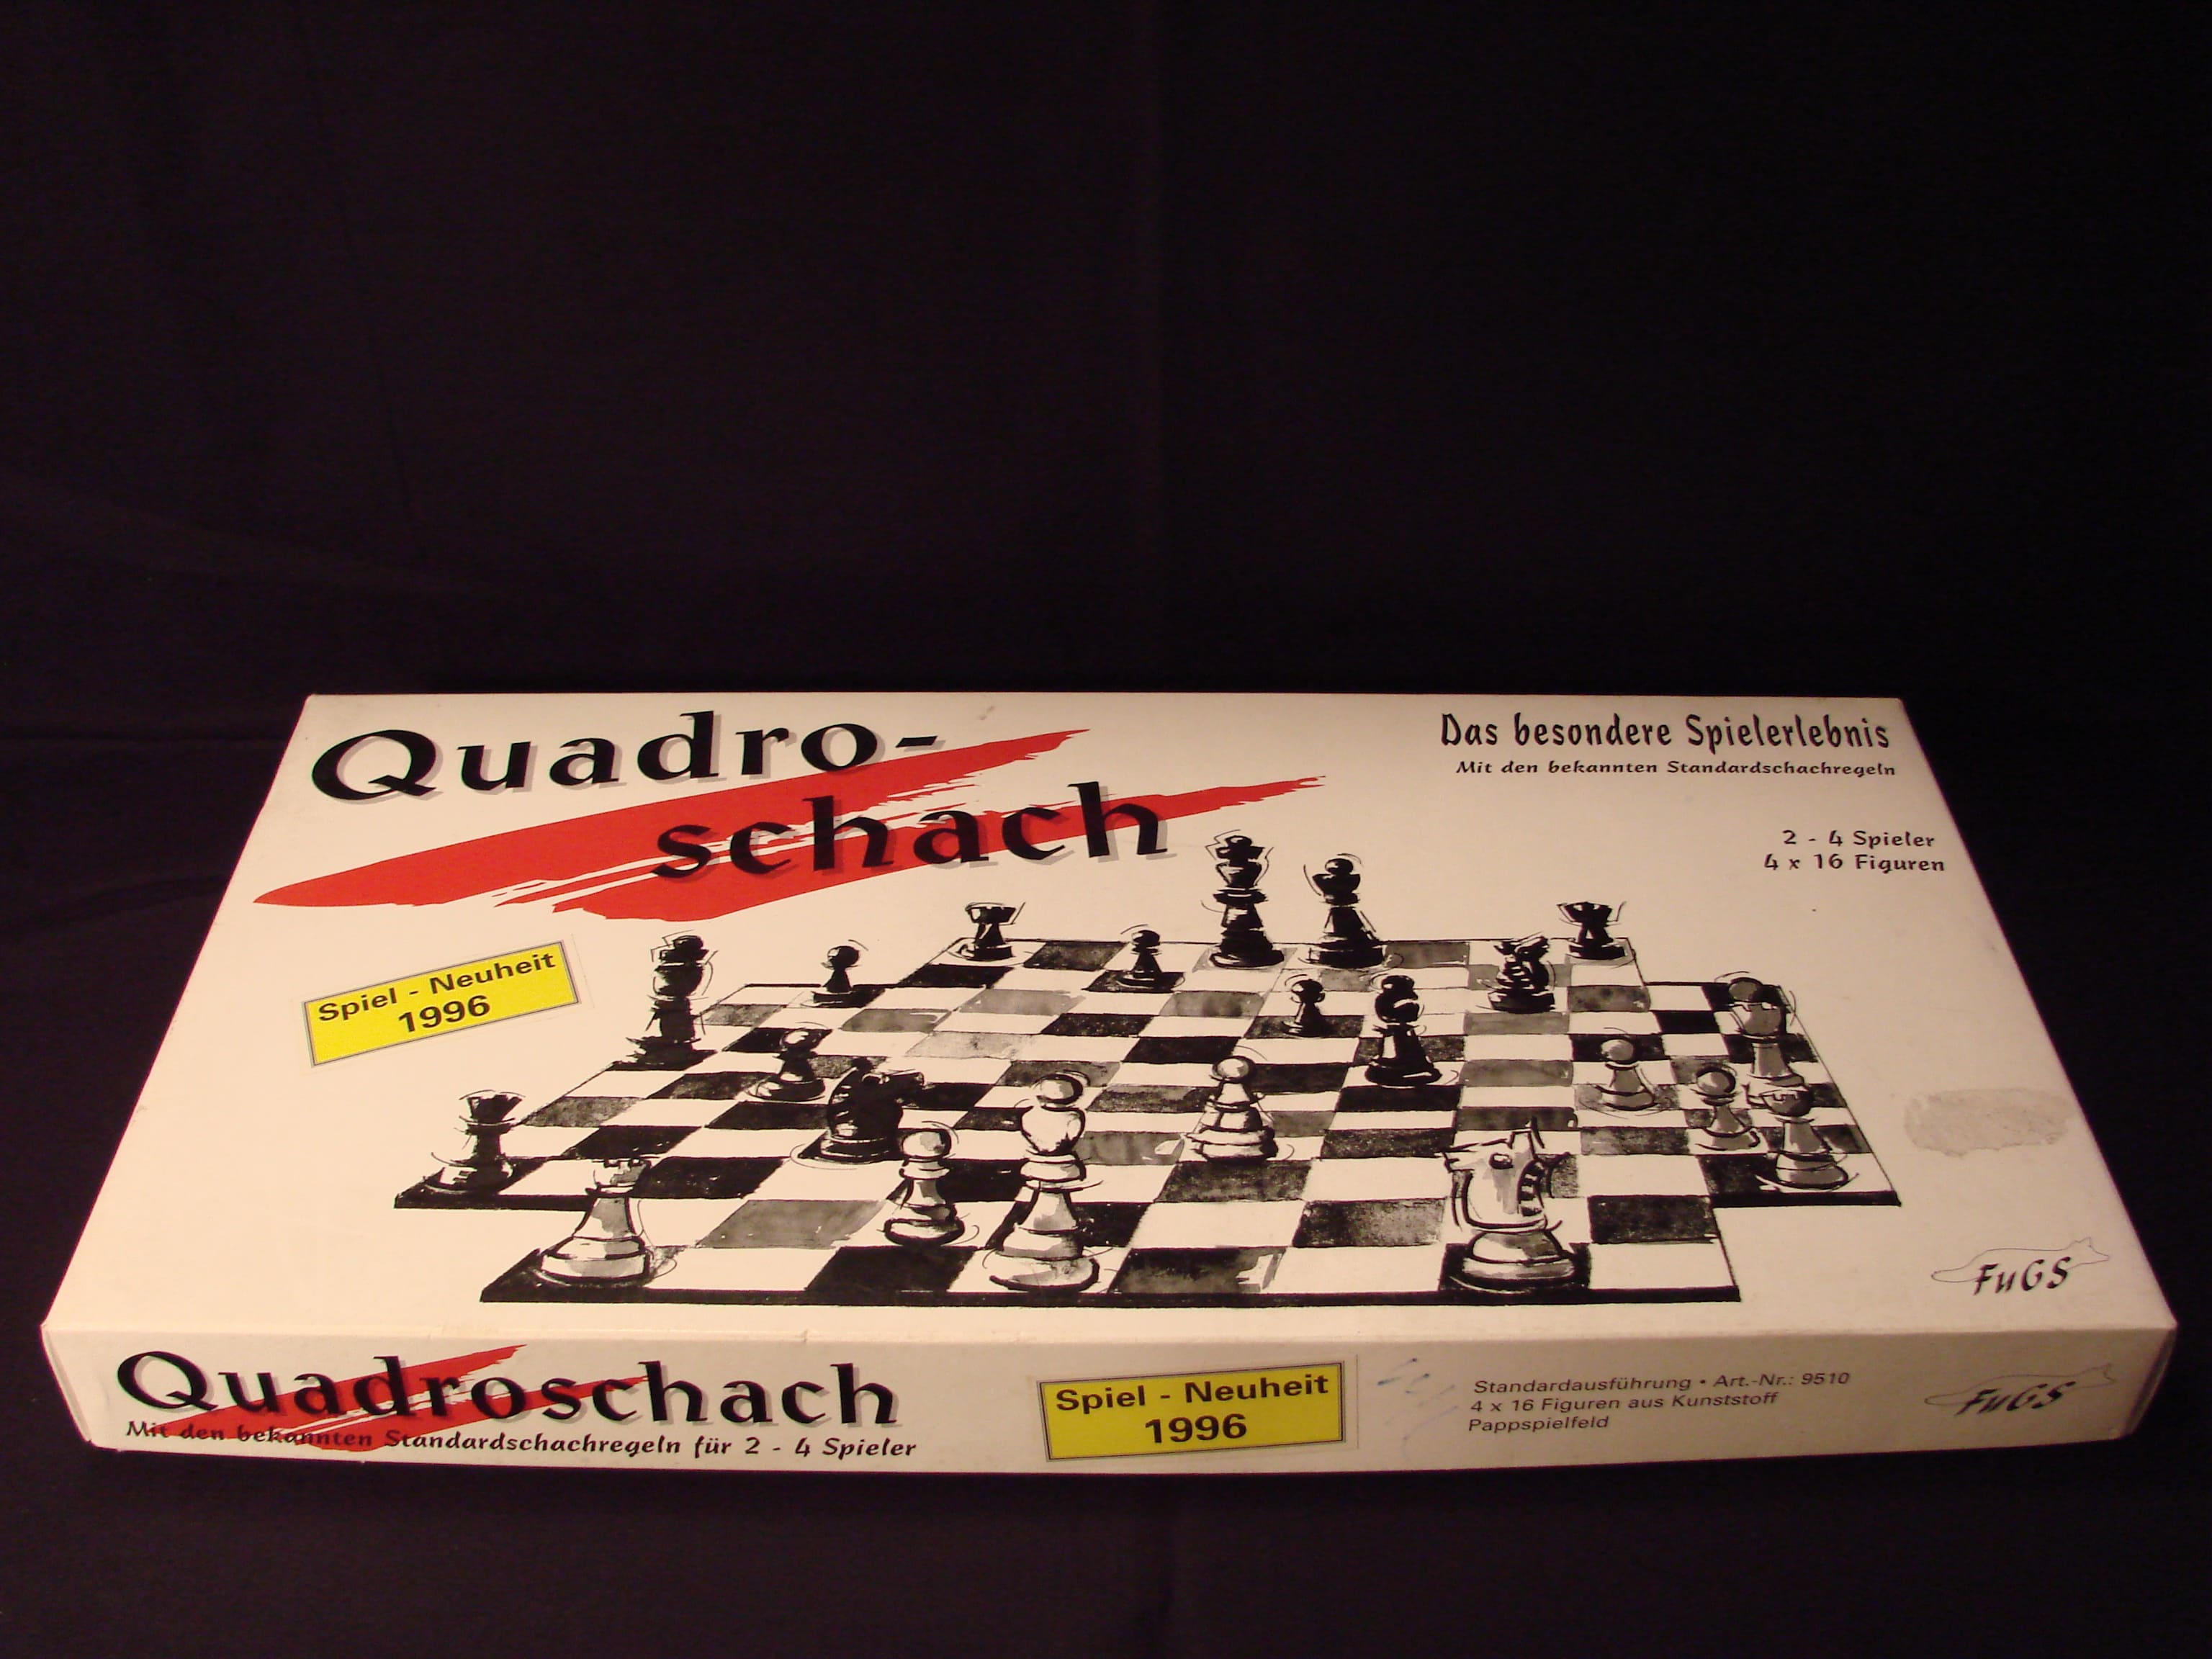 Quadro-
schach
Das besondere Spielerlebnis
Mit den bekannten Standardschachregeln
2 - 4 Spieler
4 x 16 Figuren
Spiel - Neuheit
1996
FuGS
Quadroschach
Mit den bekannten Standardschachregeln für 2 - 4 Spieler
Spiel - Neuheit
1996
Standardausführung • Art.-Nr.: 9510
4 x 16 Figuren aus Kunststoff
Pappspielfeld
FuGS